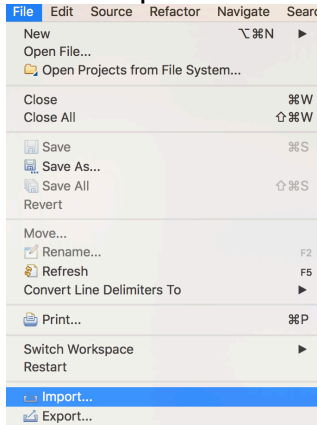 File Edit Source Refactor Navigate Sear
New ⌥⌘N ▶
Open File...
Open Projects from File System...
Close ⌘W
Close All ⇧⌘W
Save ⌘S
Save As...
Save All ⇧⌘S
Revert
Move...
Rename... F2
Refresh F5
Convert Line Delimiters To ▶
Print... ⌘P
Switch Workspace ▶
Restart
Import...
Export...